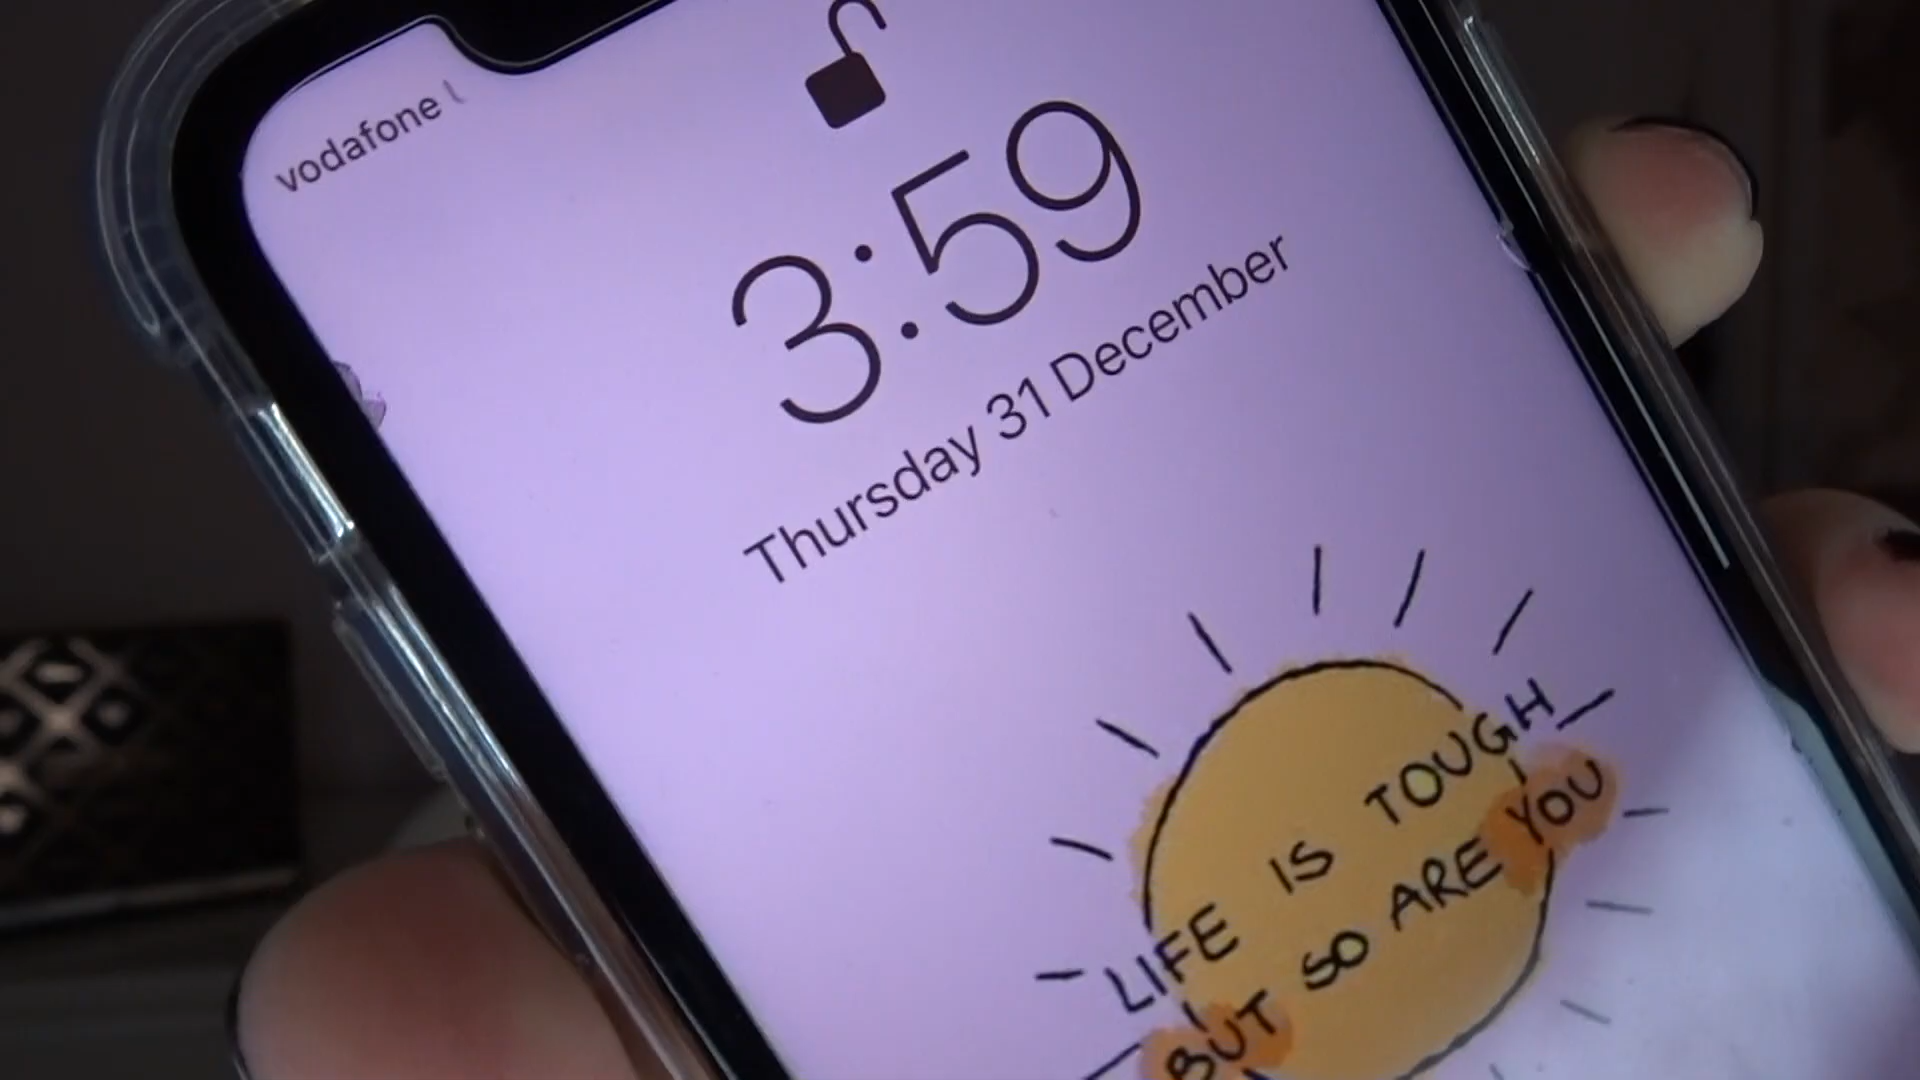 vodafone
3:59
Thursday 31 December
LIFE IS TOUGH
BUT SO ARE YOU